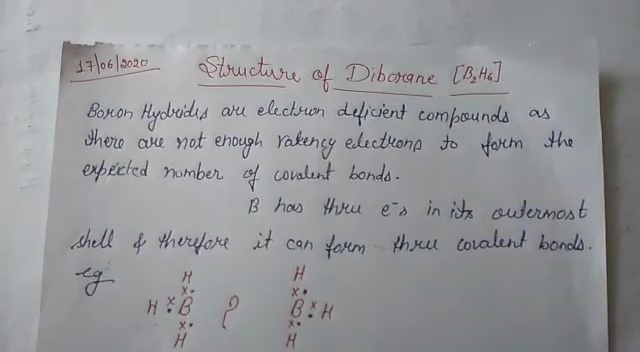 17/06/2020 Structure of Diborane [B₂H₆]
Boron Hydrides are electron deficient compounds as
there are not enough valency electrons to form the
expected number of covalent bonds.
B has thru e⁻s in its outermost
shell & therefore it can form thru covalent bonds.
eg
H H
H B ? B H
H H